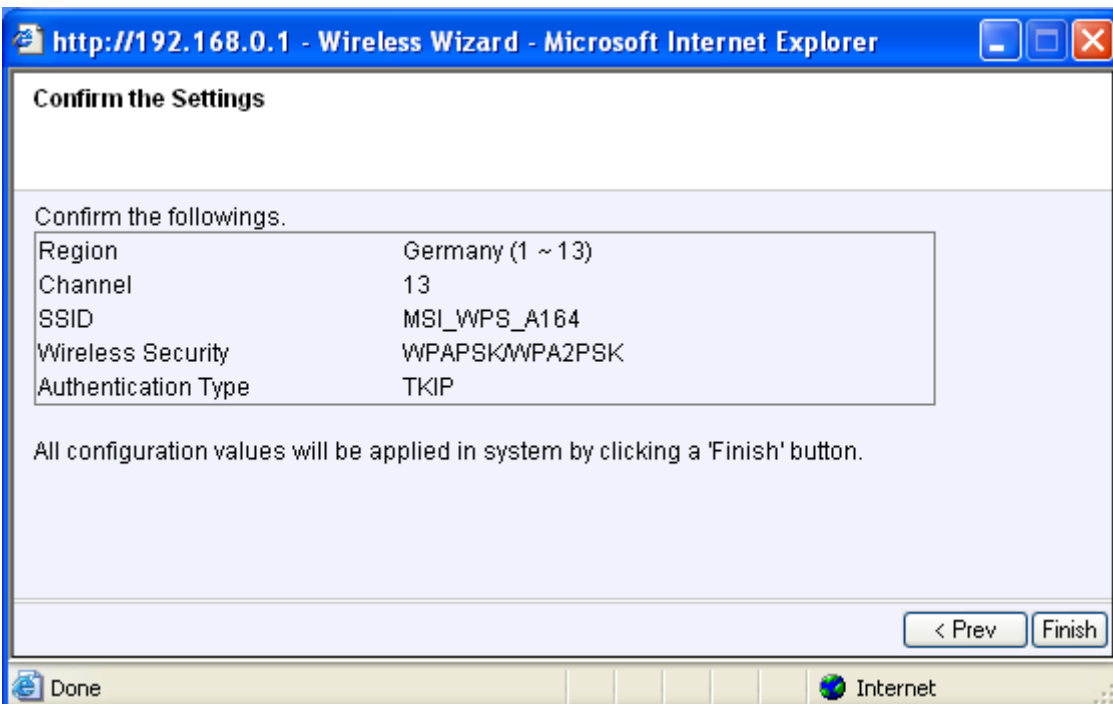 http://192.168.0.1 - Wireless Wizard - Microsoft Internet Explorer
Confirm the Settings
Confirm the followings.
Region Germany (1 ~ 13)
Channel 13
SSID MSI_WPS_A164
Wireless Security WPAPSK/WPA2PSK
Authentication Type TKIP
All configuration values will be applied in system by clicking a 'Finish' button.
< Prev Finish
Done Internet